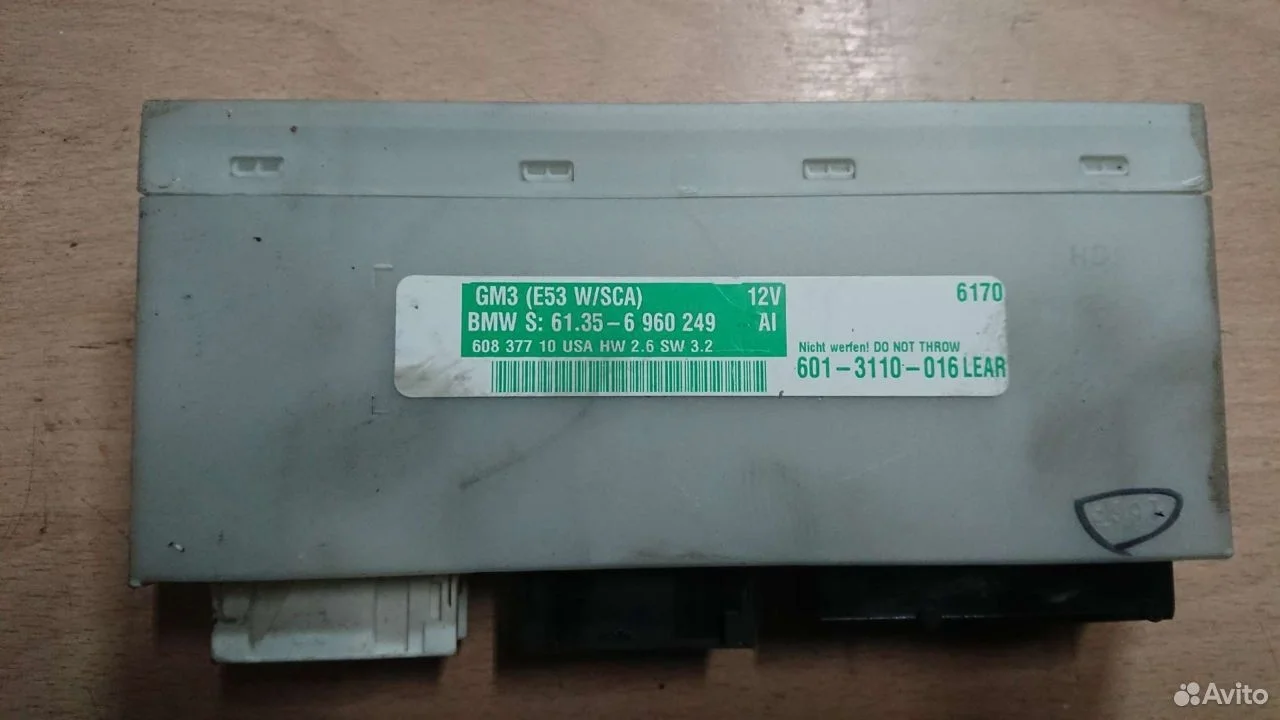 GM3 (E53 W/SCA) 12V
BMW S: 61.35-6 960 249 AI
608 377 10 USA HW 2.6 SW 3.2
6170
Nicht werfen! DO NOT THROW
601-3110-016 LEAR
Avito